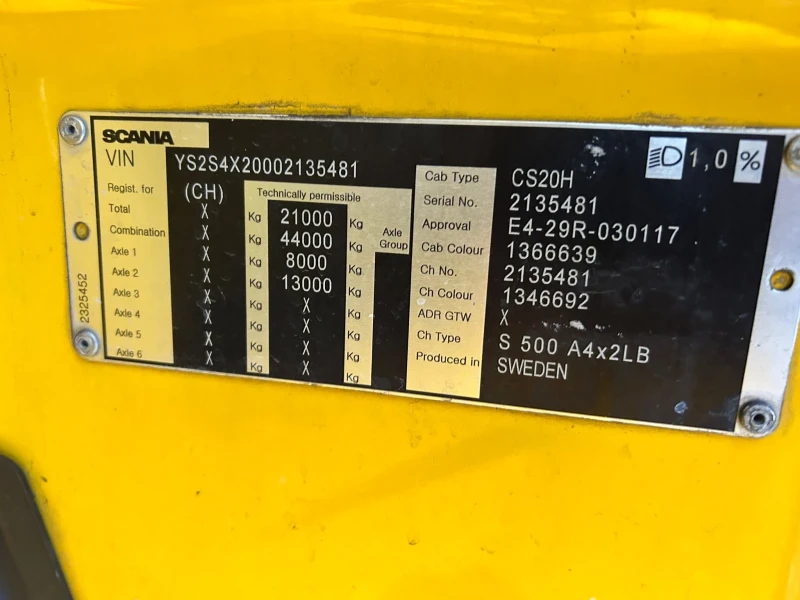 SCANIA
VIN YS2S4X20002135481
Regist. for (CH) Technically permissible
Total X Kg 21000 Kg Axle Group
Combination X Kg 44000 Kg
Axle 1 X Kg 8000 Kg
Axle 2 X Kg 13000 Kg
Axle 3 X Kg X Kg
Axle 4 X Kg X Kg
Axle 5 X Kg X Kg
Axle 6 X Kg X Kg
2325452
1,0 %
Cab Type CS20H
Serial No. 2135481
Approval E4-29R-030117
Cab Colour 1366639
Ch No. 2135481
Ch Colour 1346692
ADR GTW X
Ch Type S 500 A4x2LB
Produced in SWEDEN